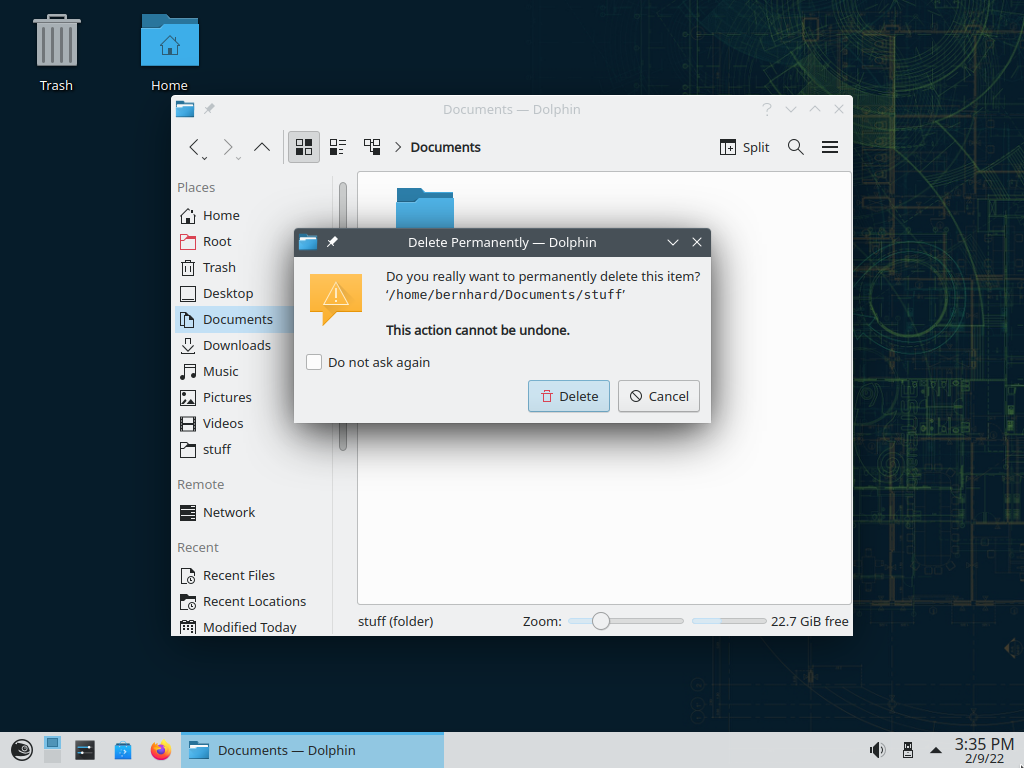 Trash
Home
Documents — Dolphin
Split
Documents
Places
Home
Root
Trash
Desktop
Documents
Downloads
Music
Pictures
Videos
stuff
Remote
Network
Recent
Recent Files
Recent Locations
Modified Today
Delete Permanently — Dolphin
Do you really want to permanently delete this item?
‘/home/bernhard/Documents/stuff’
This action cannot be undone.
Do not ask again
Delete
Cancel
stuff (folder)
Zoom:
22.7 GiB free
Documents — Dolphin
3:35 PM
2/9/22